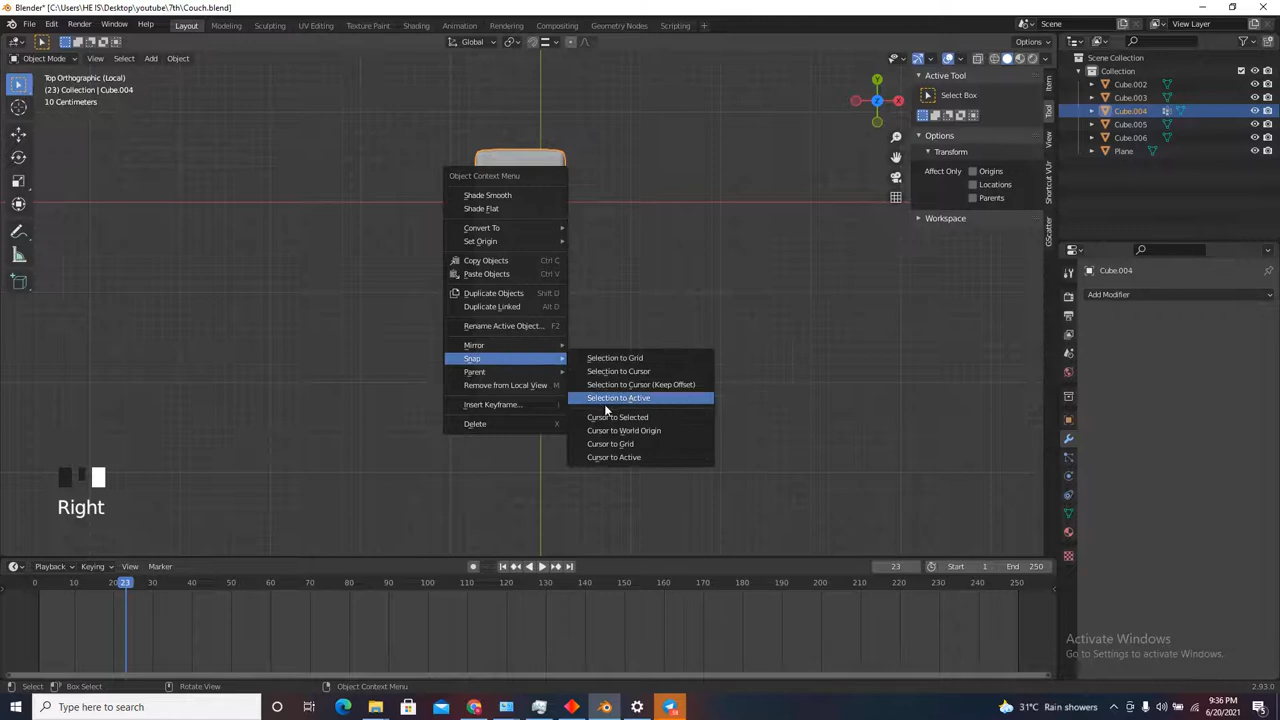 Blender* [C:\Users\HE IS\Desktop\youtube\7th\Couch.blend]
File Edit Render Window Help Layout Modeling Sculpting UV Editing Texture Paint Shading Animation Rendering Compositing Geometry Nodes Scripting Scene View Layer
Global Options
Object Mode View Select Add Object
Top Orthographic (Local)
(23) Collection | Cube.004
10 Centimeters
Y
X
Z
Active Tool
Select Box
Options
Transform
Affect Only Origins
Locations
Parents
Workspace
Item
Tool
View
Shortcut VUr
GScatter
Scene Collection
Collection
Cube.002
Cube.003
Cube.004
Cube.005
Cube.006
Plane
Cube.004
Add Modifier
Object Context Menu
Shade Smooth
Shade Flat
Convert To
Set Origin
Copy Objects Ctrl C
Paste Objects Ctrl V
Duplicate Objects Shift D
Duplicate Linked Alt D
Rename Active Object... F2
Mirror
Snap
Parent
Remove from Local View M
Insert Keyframe... I
Delete X
Selection to Grid
Selection to Cursor
Selection to Cursor (Keep Offset)
Selection to Active
Cursor to Selected
Cursor to World Origin
Cursor to Grid
Cursor to Active
Right
Playback Keying View Marker 23 Start 1 End 250
0 10 20 23 30 40 50 60 70 80 90 100 110 120 130 140 150 160 170 180 190 200 210 220 230 240 250
Activate Windows
Go to Settings to activate Windows.
Select Box Select Rotate View Object Context Menu 2.93.0
Type here to search
31°C Rain showers
9:36 PM
6/20/2021